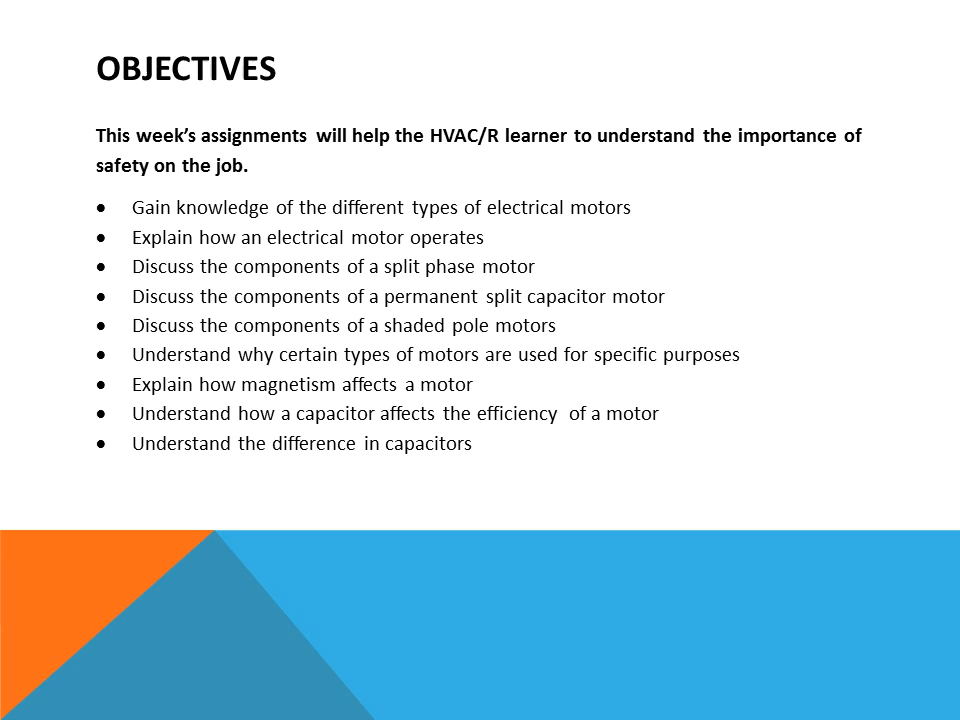 OBJECTIVES
This week’s assignments will help the HVAC/R learner to understand the importance of
safety on the job.
• Gain knowledge of the different types of electrical motors
• Explain how an electrical motor operates
• Discuss the components of a split phase motor
• Discuss the components of a permanent split capacitor motor
• Discuss the components of a shaded pole motors
• Understand why certain types of motors are used for specific purposes
• Explain how magnetism affects a motor
• Understand how a capacitor affects the efficiency of a motor
• Understand the difference in capacitors